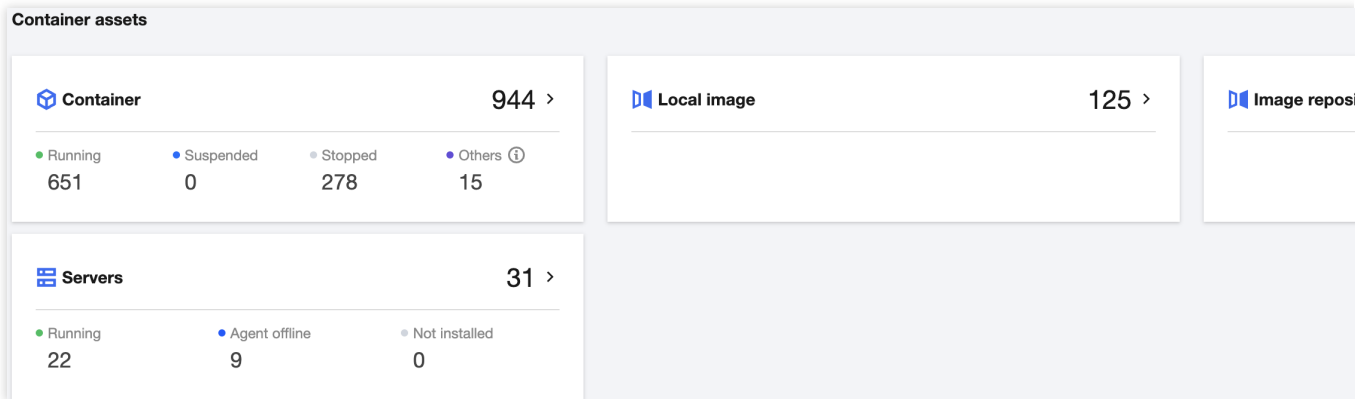 Container assets
Container 944
Running Suspended Stopped Others
651 0 278 15
Local image 125
Image
Servers 31
Running Agent offline Not installed
22 9 0